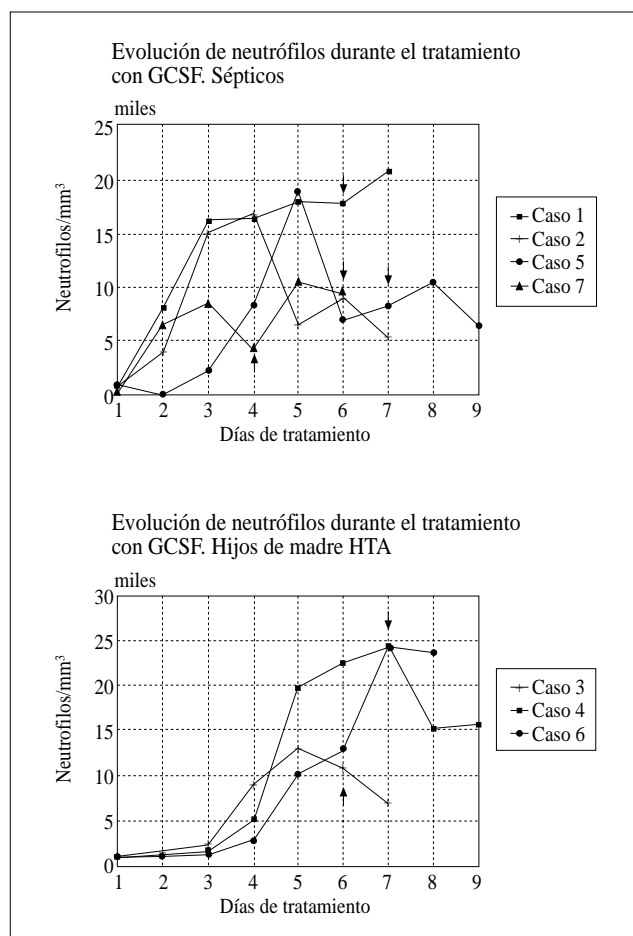 Evolución de neutrófilos durante el tratamiento
con GCSF. Sépticos
miles
25
20
15
10
5
0
Neutrofilos/mm³
1 2 3 4 5 6 7 8 9
Días de tratamiento
Caso 1
Caso 2
Caso 5
Caso 7
Evolución de neutrófilos durante el tratamiento
con GCSF. Hijos de madre HTA
miles
30
25
20
15
10
5
0
Neutrofilos/mm³
1 2 3 4 5 6 7 8 9
Días de tratamiento
Caso 3
Caso 4
Caso 6